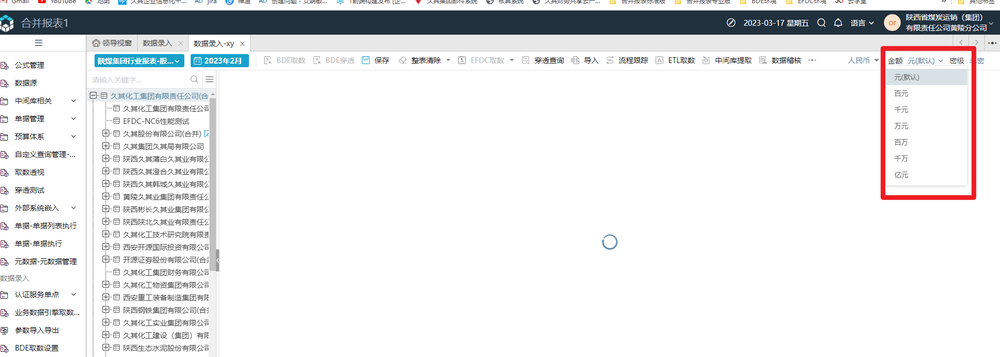 Gmail YouTube 地图 久其企业信息化平... jira 禅道 创建问题 - 女娲敏... 1前端构建发布 [企... 久其集团邮件系统 核算系统 久其财务共享云产... 合并报表标准版 合并报表专业版 BDE环境 EFDC环境 云学堂 » 其他书签
合并报表1
2023-03-17 星期五 语言 or 陕西省煤炭运销（集团）
有限责任公司黄陵分公司
领导视窗 数据录入 × 数据录入-xy ×
陕煤集团行业报表-股... 2023年2月 BDE取数 BDE穿透 保存 整表清除 EFDC取数 穿透查询 导入 流程跟踪 ETL取数 中间库提取 数据稽核 ••• 人民币 金额 元(默认) 密级
公式管理
数据源
中间库相关
单据管理
预算体系
自定义查询管理-...
取数透视
穿透测试
外部系统嵌入
单据-单据列表执行
单据-单据执行
元数据-元数据管理
数据录入
认证服务单点
业务数据引擎取数...
参数导入导出
BDE取数设置
请输入关键字...
久其化工集团有限责任公司(合
久其化工集团有限责任公司
EFDC-NC6性能测试
久其股份有限公司(合并) [2
久其集团久其局有限公司
陕西久其蒲白久其业有限公
陕西久其澄合久其业有限公
陕西久其韩城久其业有限公
黄陵久其业集团有限责任公
陕西彬长久其业集团有限公
陕西陕北久其业有限责任公
久其化工技术研究院有限责
西安开源国际投资有限公司
开源证券股份有限公司(合并
久其化工集团财务有限公司
久其化工物资集团有限公司
西安重工装备制造集团有限
陕西钢铁集团有限公司(合并
久其化工实业集团有限公司
久其化工建设（集团）有限
陕西生态水泥股份有限公司
元(默认)
百元
千元
万元
百万
千万
亿元